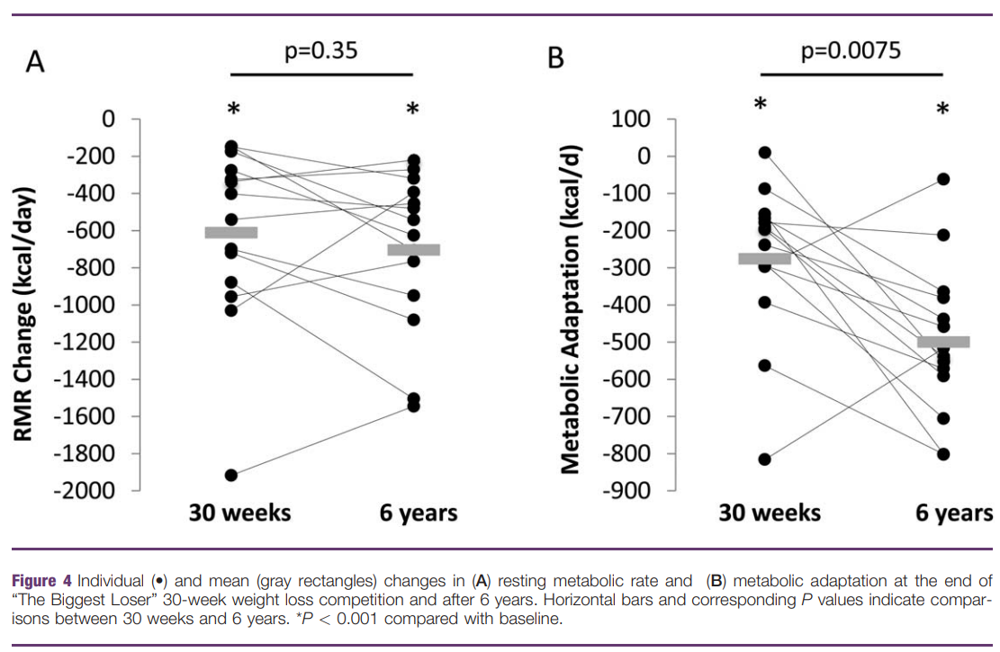 A
p=0.35
* *
RMR Change (kcal/day)
0
-200
-400
-600
-800
-1000
-1200
-1400
-1600
-1800
-2000
30 weeks 6 years
B
p=0.0075
* *
Metabolic Adaptation (kcal/d)
100
0
-100
-200
-300
-400
-500
-600
-700
-800
-900
30 weeks 6 years
Figure 4 Individual (•) and mean (gray rectangles) changes in (A) resting metabolic rate and (B) metabolic adaptation at the end of
“The Biggest Loser” 30-week weight loss competition and after 6 years. Horizontal bars and corresponding P values indicate compar-
isons between 30 weeks and 6 years. *P < 0.001 compared with baseline.